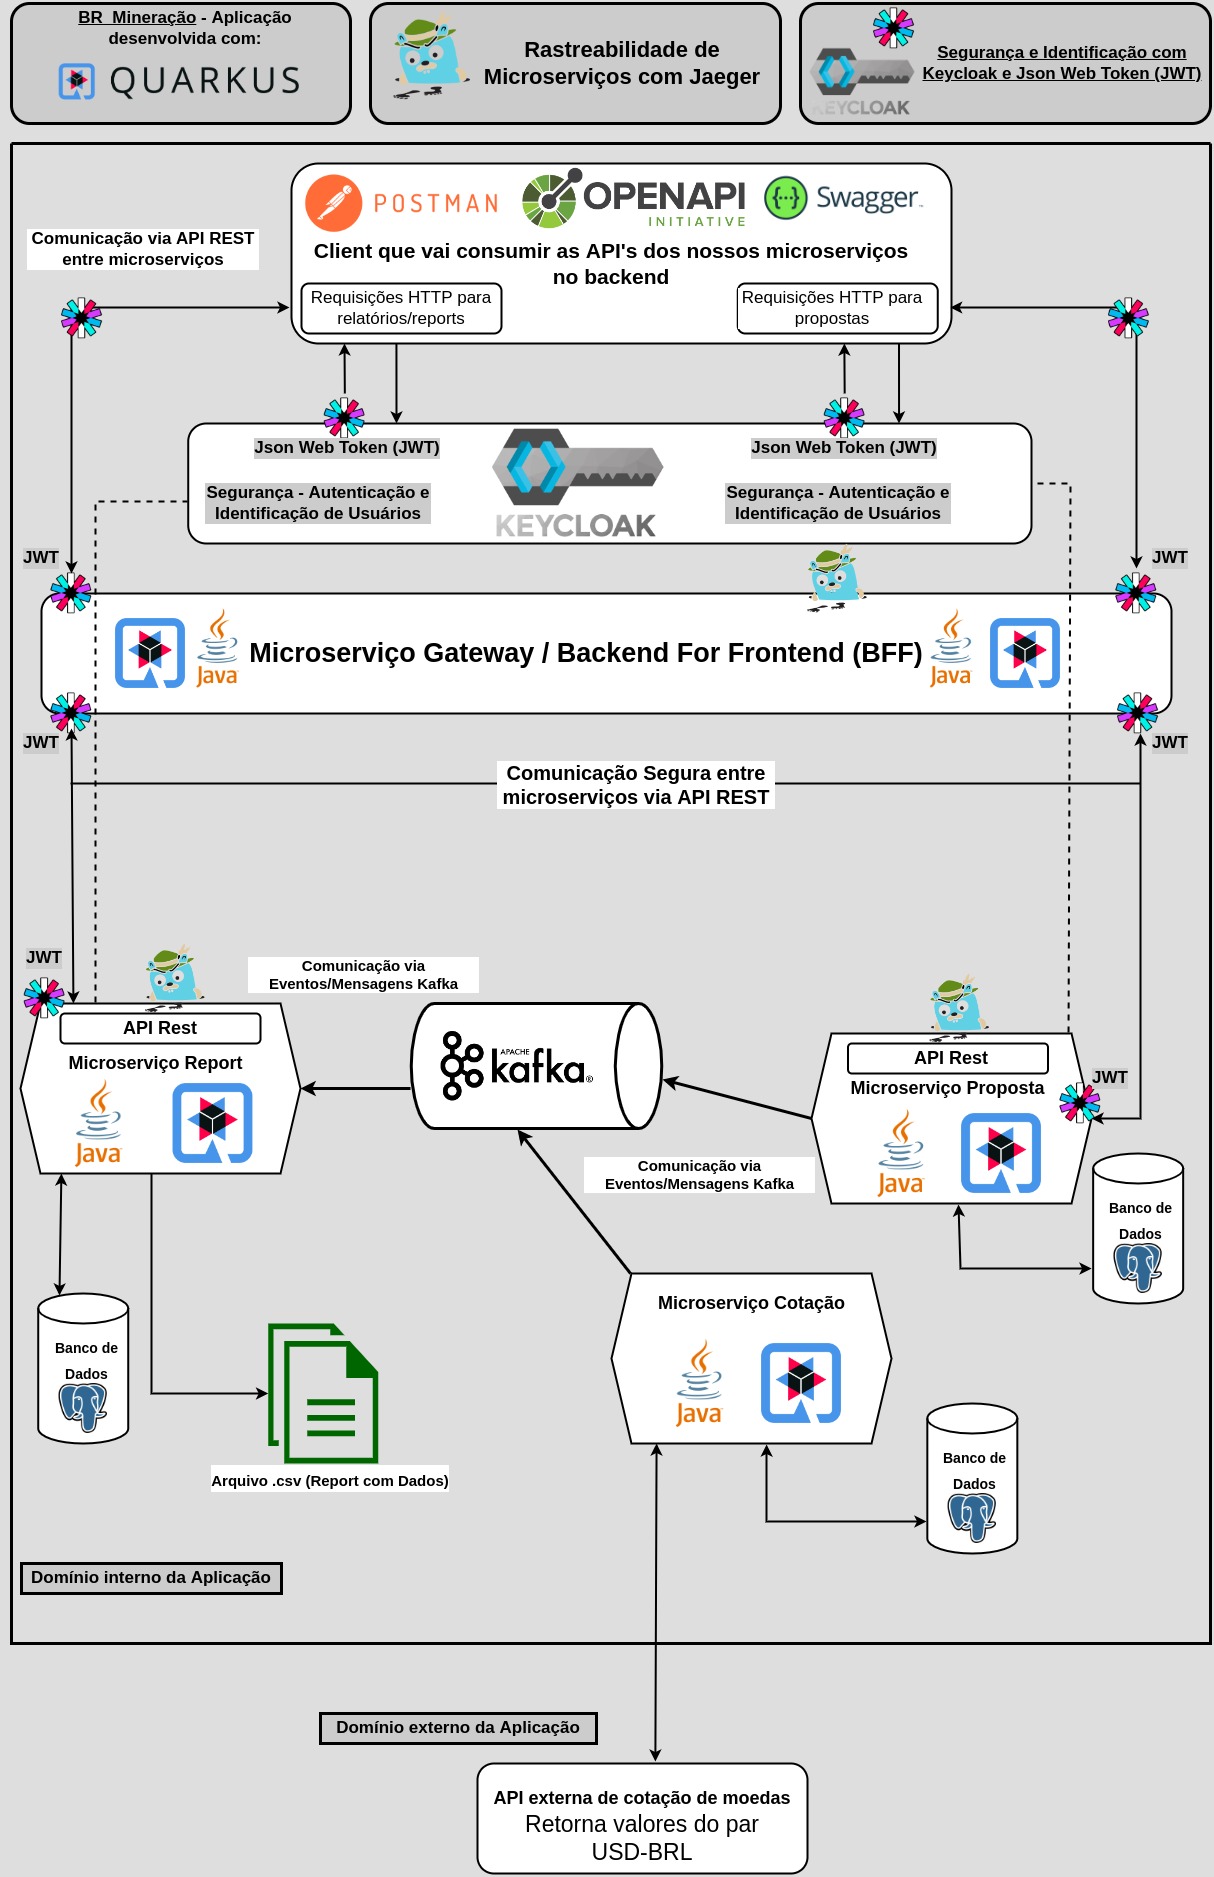 BR_Mineração - Aplicação
desenvolvida com:
QUARKUS
Rastreabilidade de
Microserviços com Jaeger
Segurança e Identificação com
Keycloak e Json Web Token (JWT)
KEYCLOAK
POSTMAN
OPENAPI
INITIATIVE
Swagger
Client que vai consumir as API's dos nossos microserviços
no backend
Comunicação via API REST
entre microserviços
Requisições HTTP para
relatórios/reports
Requisições HTTP para
propostas
Json Web Token (JWT)
Json Web Token (JWT)
Segurança - Autenticação e
Identificação de Usuários
KEYCLOAK
Segurança - Autenticação e
Identificação de Usuários
JWT
JWT
Java
Microserviço Gateway / Backend For Frontend (BFF)
Java
JWT
JWT
Comunicação Segura entre
microserviços via API REST
JWT
Comunicação via
Eventos/Mensagens Kafka
API Rest
Microserviço Report
Java
APACHE
kafka®
API Rest
Microserviço Proposta
Java
JWT
Comunicação via
Eventos/Mensagens Kafka
Banco de
Dados
Microserviço Cotação
Java
Banco de
Dados
Arquivo .csv (Report com Dados)
Banco de
Dados
Domínio interno da Aplicação
Domínio externo da Aplicação
API externa de cotação de moedas
Retorna valores do par
USD-BRL